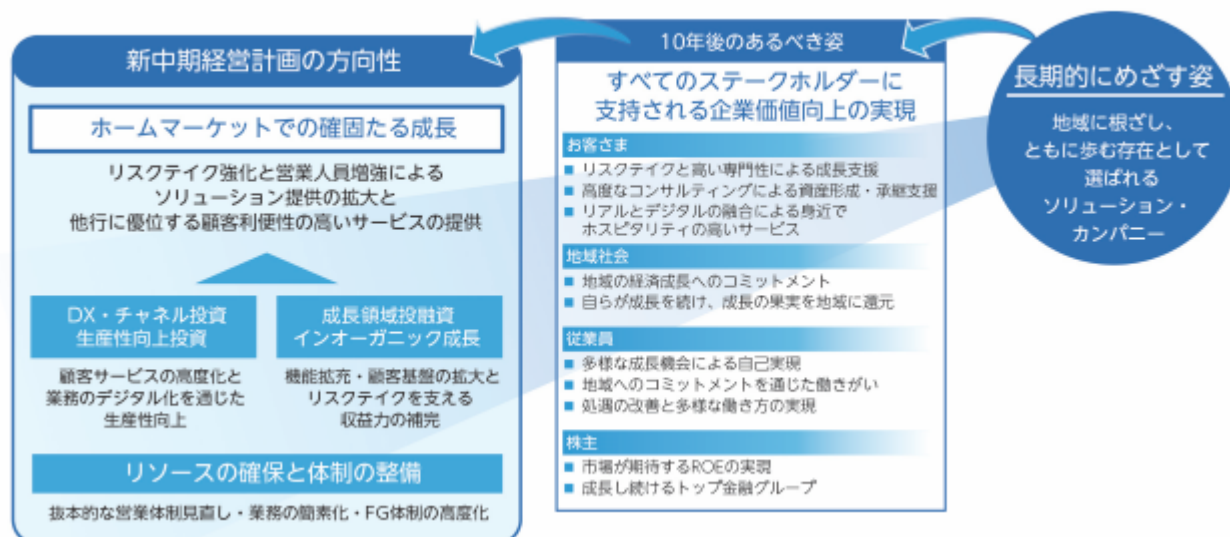 新中期経営計画の方向性
ホームマーケットでの確固たる成長
リスクテイク強化と営業人員増強による
ソリューション提供の拡大と
他行に優位する顧客利便性の高いサービスの提供
DX・チャネル投資
生産性向上投資
顧客サービスの高度化と
業務のデジタル化を通じた
生産性向上
成長領域投融資
インオーガニック成長
機能拡充・顧客基盤の拡大と
リスクテイクを支える
収益力の補完
リソースの確保と体制の整備
抜本的な営業体制見直し・業務の簡素化・FG体制の高度化
10年後のあるべき姿
すべてのステークホルダーに
支持される企業価値向上の実現
お客さま
■ リスクテイクと高い専門性による成長支援
■ 高度なコンサルティングによる資産形成・承継支援
■ リアルとデジタルの融合による身近で
ホスピタリティの高いサービス
地域社会
■ 地域の経済成長へのコミットメント
■ 自らが成長を続け、成長の果実を地域に還元
従業員
■ 多様な成長機会による自己実現
■ 地域へのコミットメントを通じた働きがい
■ 処遇の改善と多様な働き方の実現
株主
■ 市場が期待するROEの実現
■ 成長し続けるトップ金融グループ
長期的にめざす姿
地域に根ざし、
ともに歩む存在として
選ばれる
ソリューション・
カンパニー